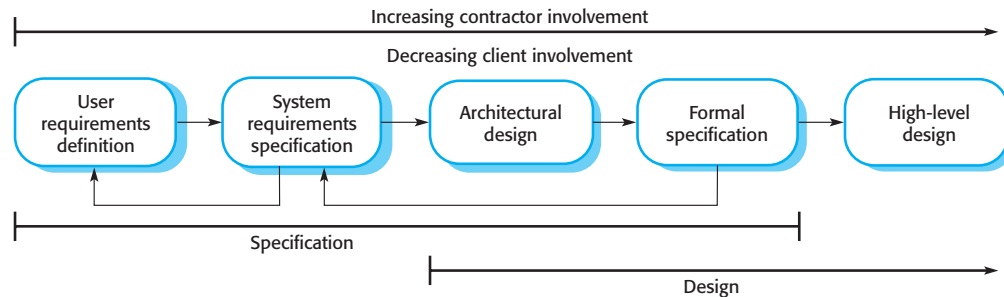 Increasing contractor involvement
Decreasing client involvement
User
requirements
definition
System
requirements
specification
Architectural
design
Formal
specification
High-level
design
Specification
Design